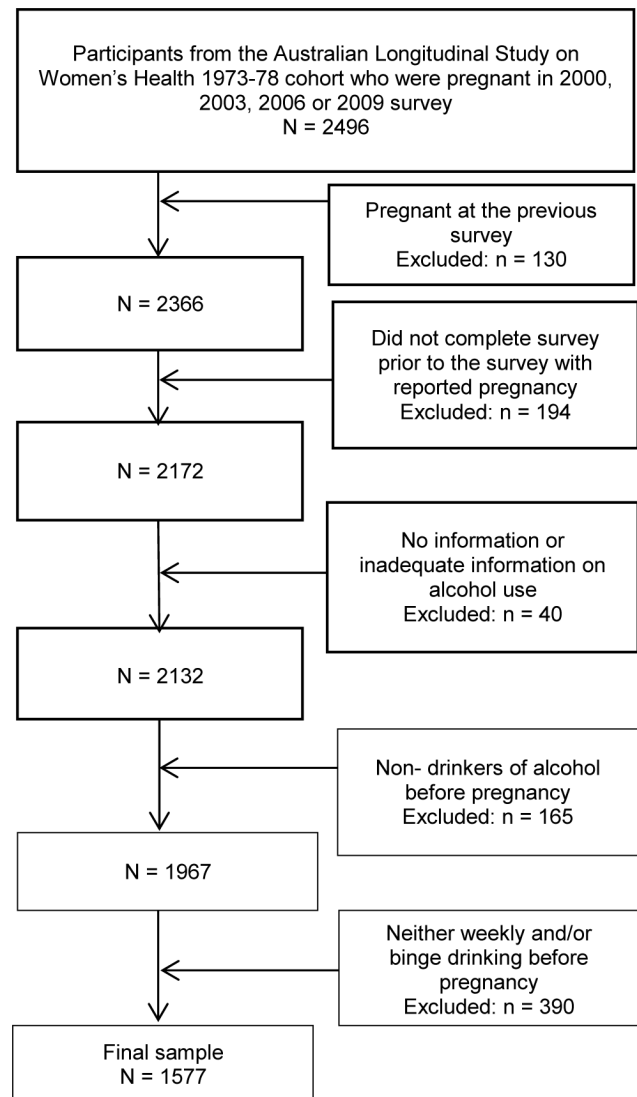 Participants from the Australian Longitudinal Study on
Women's Health 1973-78 cohort who were pregnant in 2000,
2003, 2006 or 2009 survey
N = 2496
Pregnant at the previous
survey
Excluded: n = 130
N = 2366
Did not complete survey
prior to the survey with
reported pregnancy
Excluded: n = 194
N = 2172
No information or
inadequate information on
alcohol use
Excluded: n = 40
N = 2132
Non- drinkers of alcohol
before pregnancy
Excluded: n = 165
N = 1967
Neither weekly and/or
binge drinking before
pregnancy
Excluded: n = 390
Final sample
N = 1577